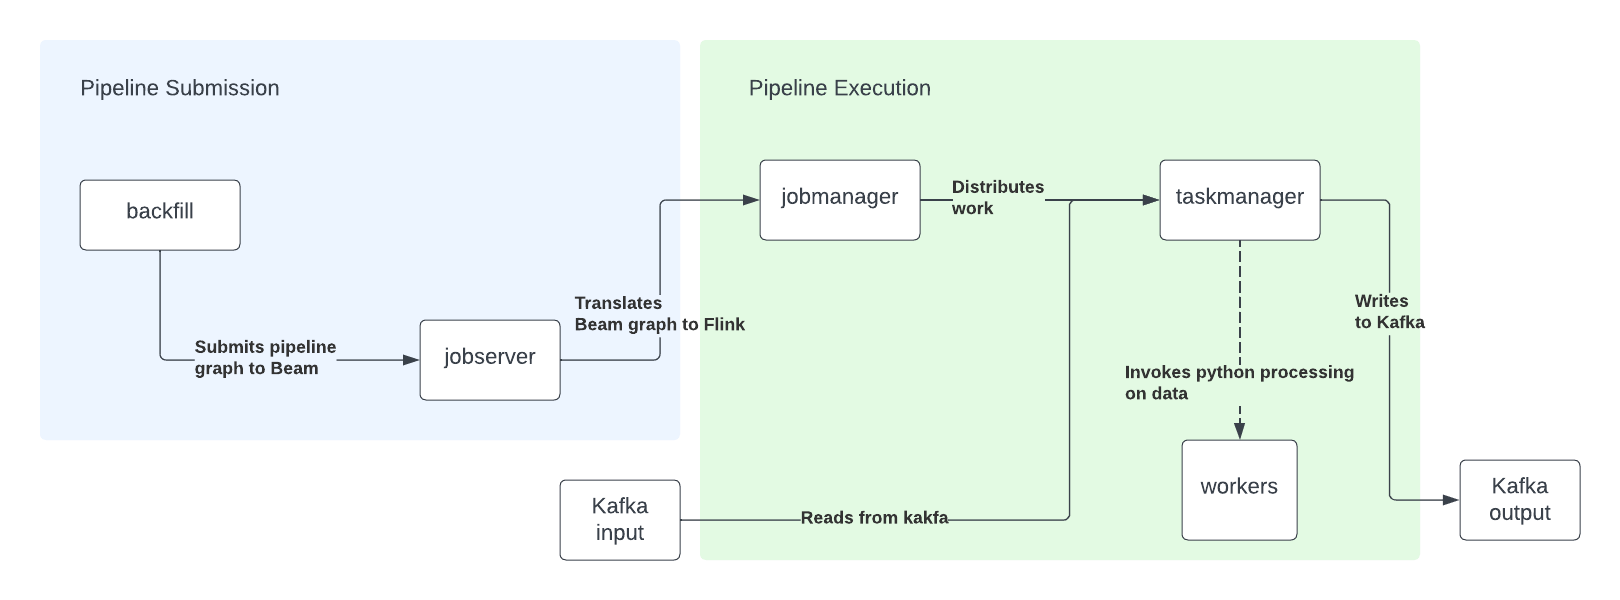 Pipeline Submission
backfill
Submits pipeline
graph to Beam
jobserver
Translates
Beam graph to Flink
Pipeline Execution
jobmanager
Distributes
work
taskmanager
Invokes python processing
on data
workers
Writes
to Kafka
Kafka
input
Reads from kakfa
Kafka
output